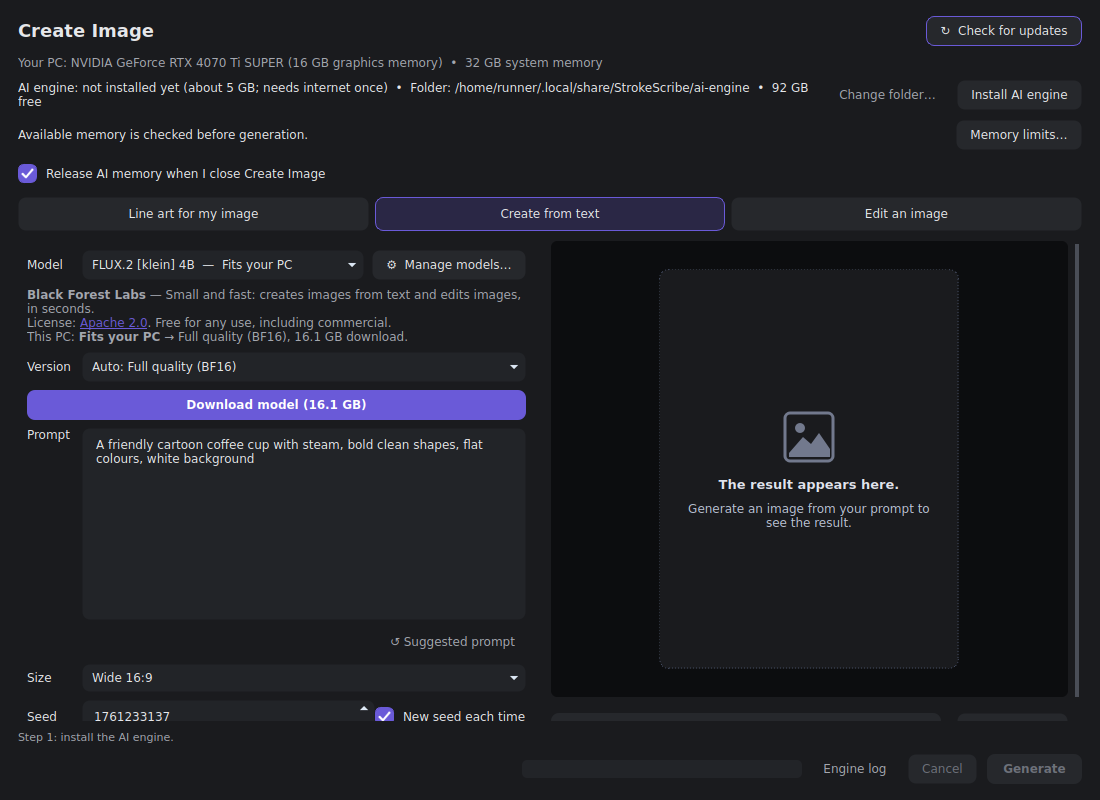 Create Image
↻ Check for updates
Your PC: NVIDIA GeForce RTX 4070 Ti SUPER (16 GB graphics memory) • 32 GB system memory
AI engine: not installed yet (about 5 GB; needs internet once) • Folder: /home/runner/.local/share/StrokeScribe/ai-engine • 92 GB
free
Change folder...
Install AI engine
Available memory is checked before generation.
Memory limits...
Release AI memory when I close Create Image
Line art for my image
Create from text
Edit an image
Model
FLUX.2 [klein] 4B — Fits your PC
⚙ Manage models...
Black Forest Labs — Small and fast: creates images from text and edits images,
in seconds.
License: Apache 2.0. Free for any use, including commercial.
This PC: Fits your PC → Full quality (BF16), 16.1 GB download.
Version
Auto: Full quality (BF16)
Download model (16.1 GB)
Prompt
A friendly cartoon coffee cup with steam, bold clean shapes, flat
colours, white background
↺ Suggested prompt
Size
Wide 16:9
Seed
1761233137
New seed each time
The result appears here.
Generate an image from your prompt to
see the result.
Step 1: install the AI engine.
Engine log
Cancel
Generate